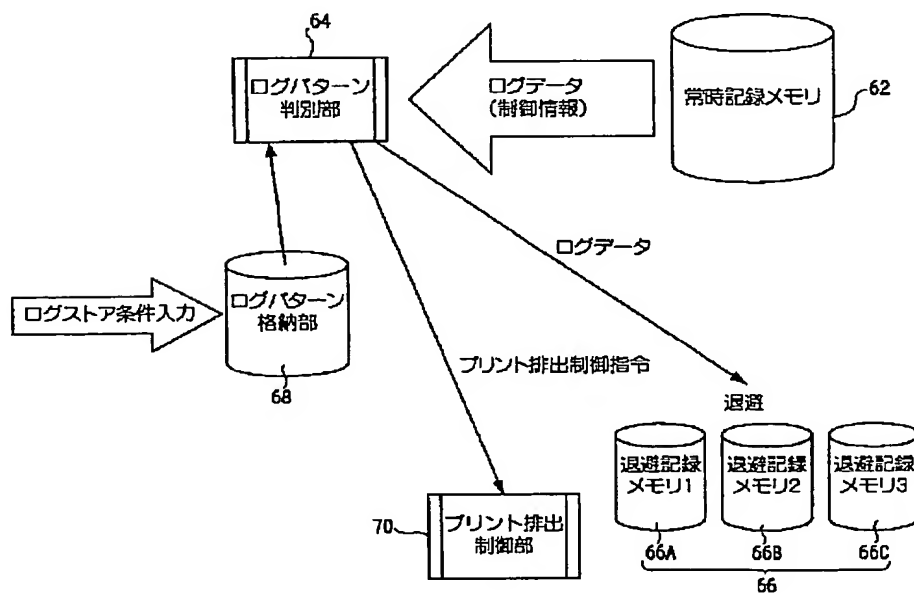 64
ログパターン
判別部
ログデータ
(制御情報)
常時記録メモリ
62
ログデータ
ログストア条件入力
ログパターン
格納部
68
プリント排出制御指令
退避
退避記録
メモリ1
退避記録
メモリ2
退避記録
メモリ3
70
プリント排出
制御部
66A
66B
66C
66